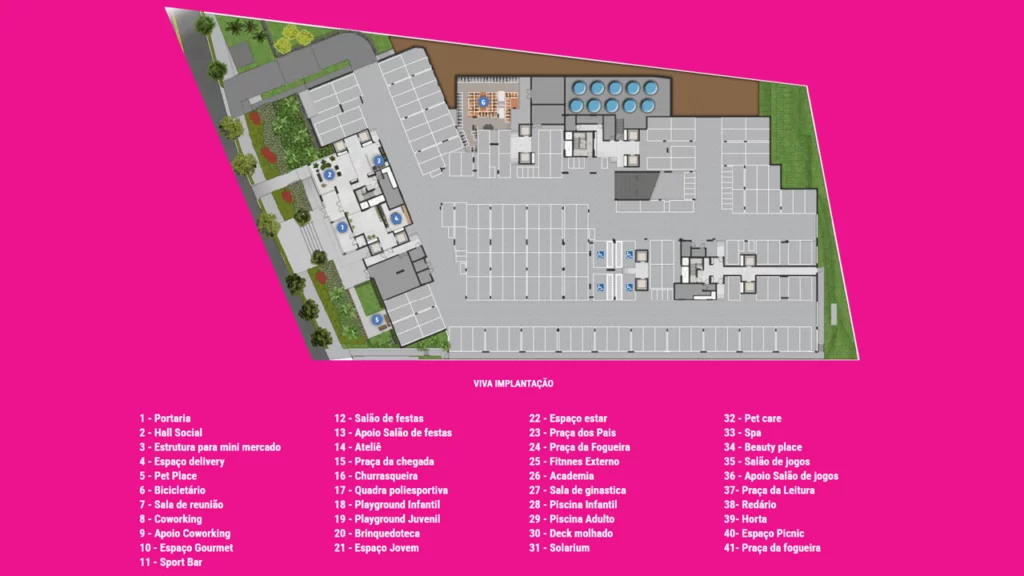 6
3
2
4
1
5
VIVA IMPLANTAÇÃO
1 - Portaria
2 - Hall Social
3 - Estrutura para mini mercado
4 - Espaço delivery
5 - Pet Place
6 - Bicicletário
7 - Sala de reunião
8 - Coworking
9 - Apoio Coworking
10 - Espaço Gourmet
11 - Sport Bar
12 - Salão de festas
13 - Apoio Salão de festas
14 - Ateliê
15 - Praça da chegada
16 - Churrasqueira
17 - Quadra poliesportiva
18 - Playground Infantil
19 - Playground Juvenil
20 - Brinquedoteca
21 - Espaço Jovem
22 - Espaço estar
23 - Praça dos Pais
24 - Praça da Fogueira
25 - Fitnnes Externo
26 - Academia
27 - Sala de ginastica
28 - Piscina Infantil
29 - Piscina Adulto
30 - Deck molhado
31 - Solarium
32 - Pet care
33 - Spa
34 - Beauty place
35 - Salão de jogos
36 - Apoio Salão de jogos
37- Praça da Leitura
38- Redário
39- Horta
40- Espaço Picnic
41- Praça da fogueira